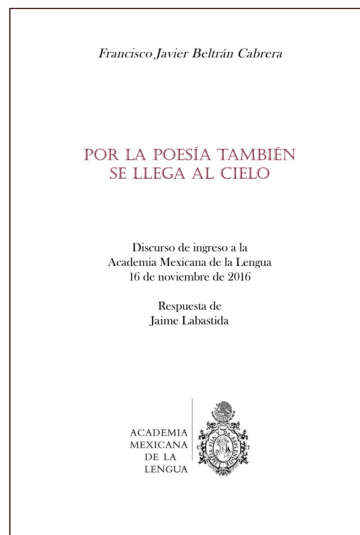 Francisco Javier Beltrán Cabrera
POR LA POESÍA TAMBIÉN
SE LLEGA AL CIELO
Discurso de ingreso a la
Academia Mexicana de la Lengua
16 de noviembre de 2016
Respuesta de
Jaime Labastida
ACADEMIA
MEXICANA
DE LA
LENGUA